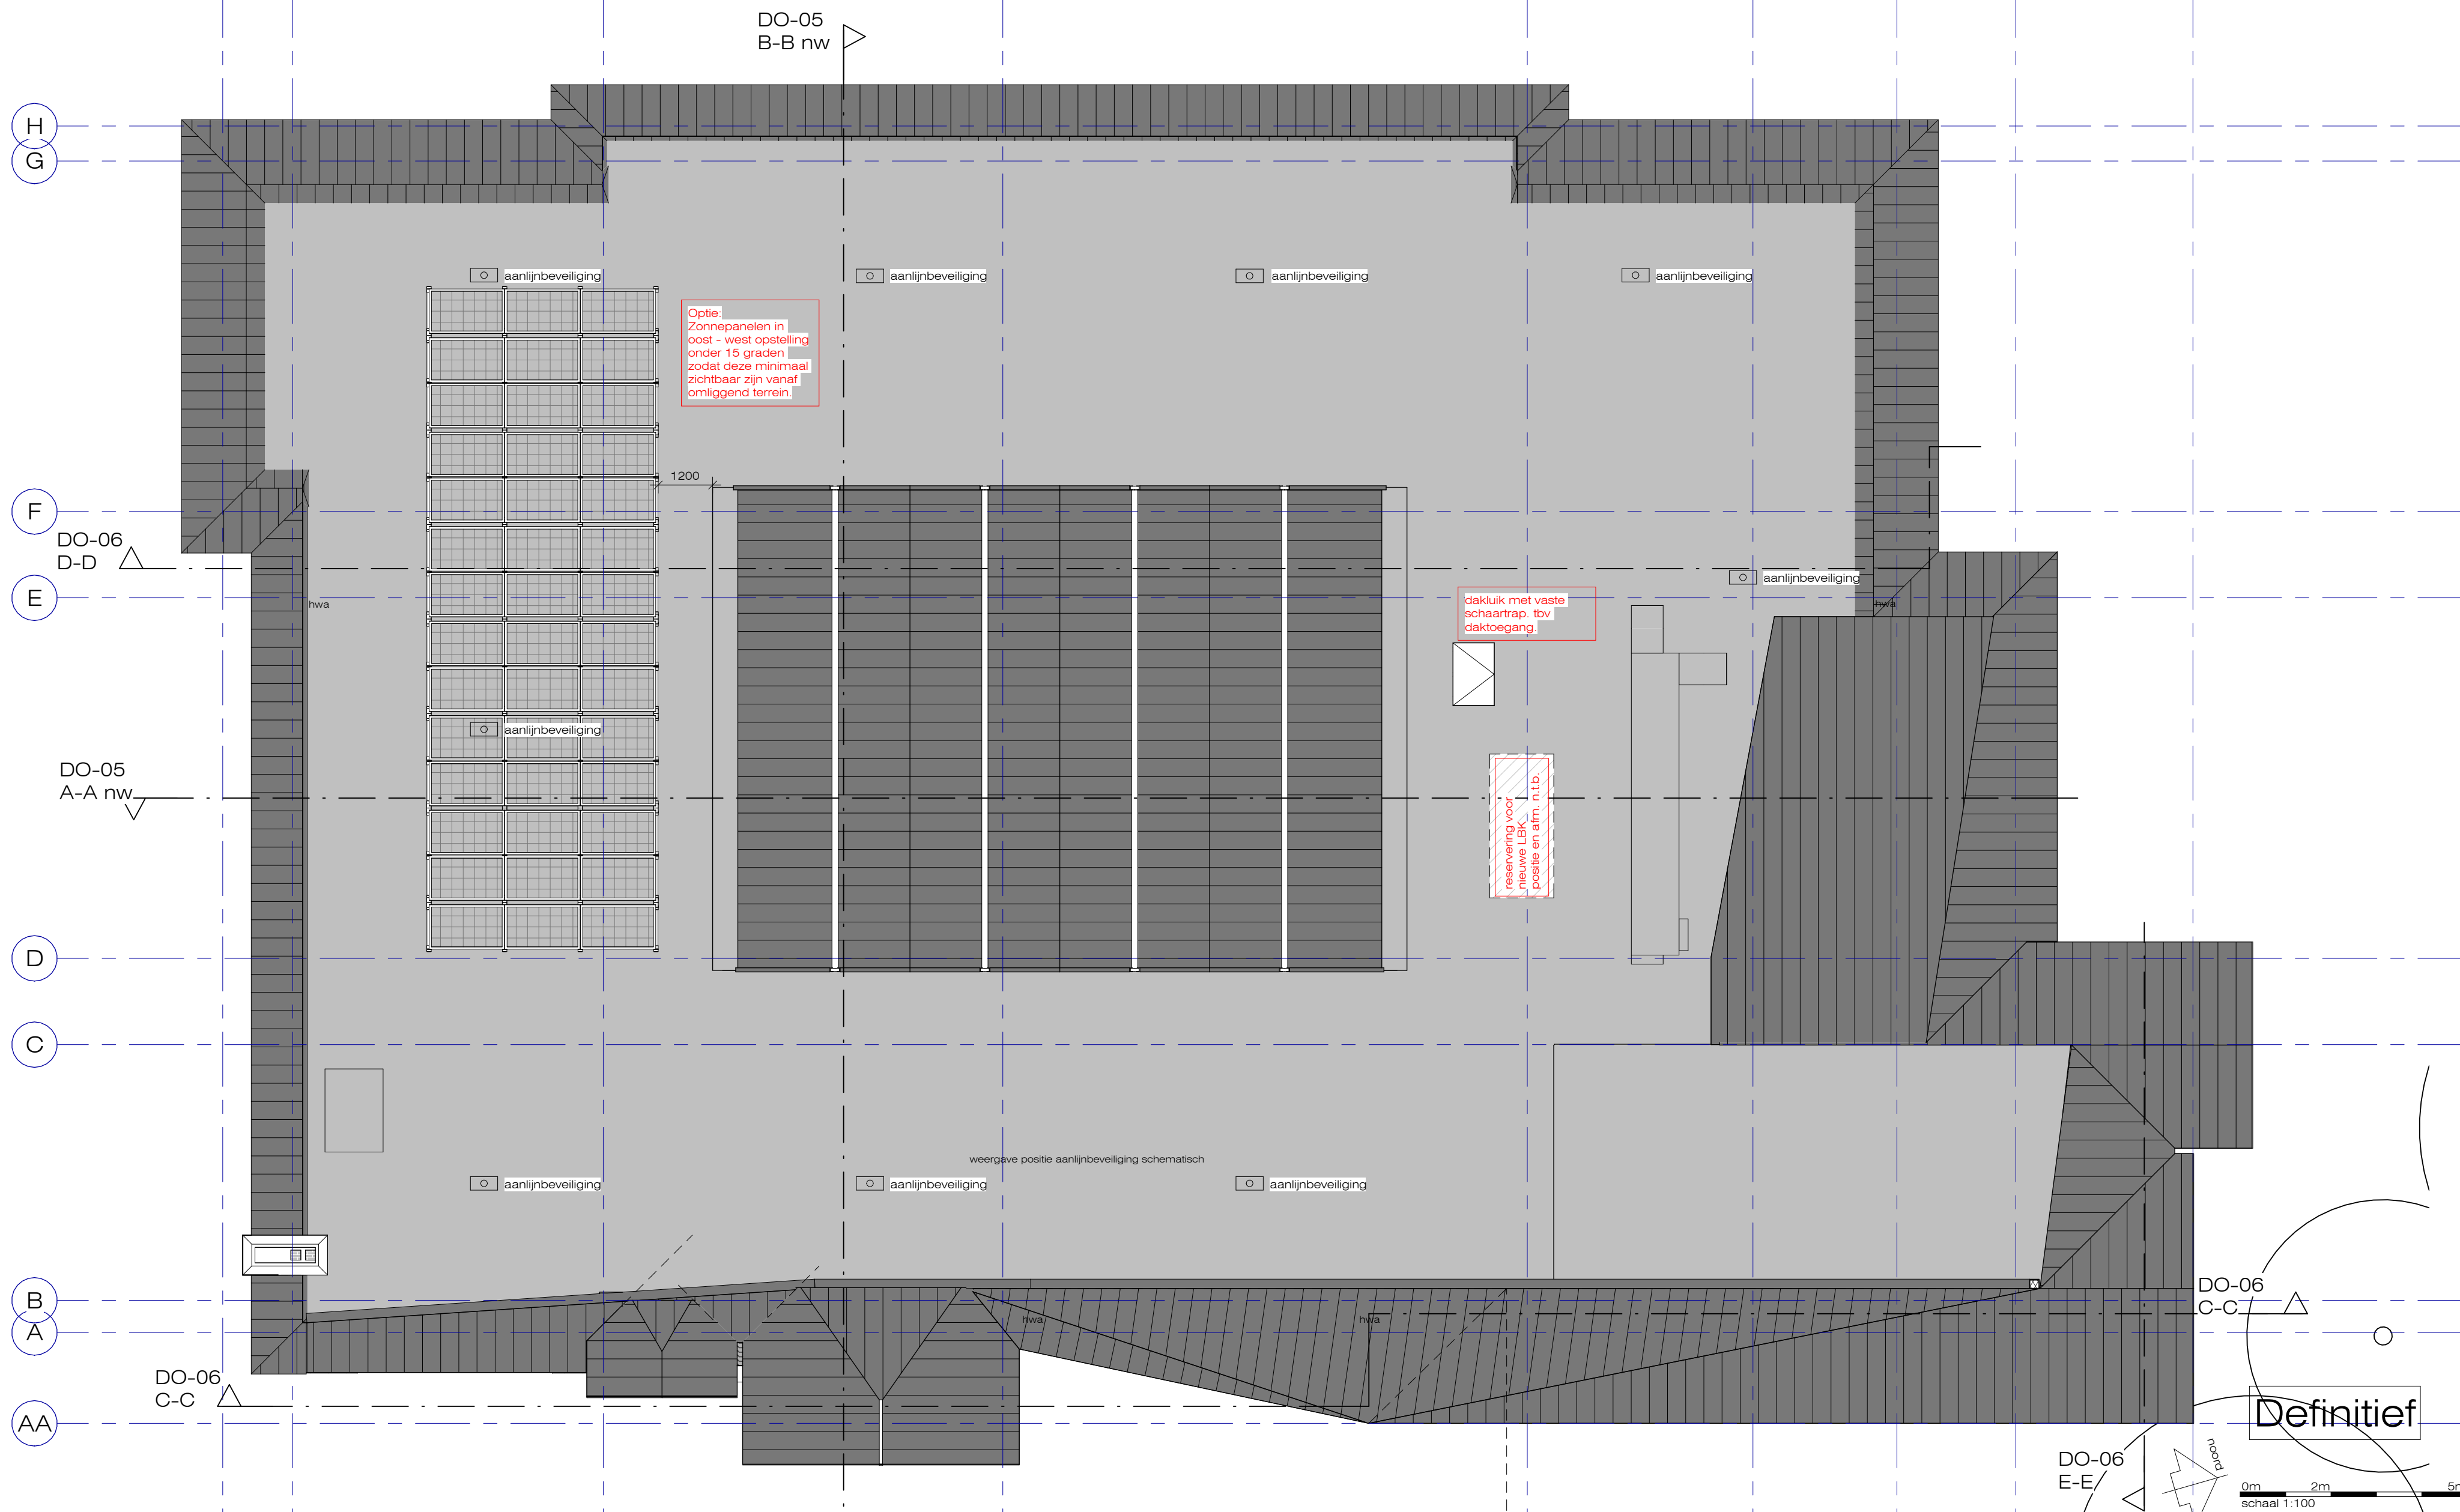 DO-05
B-B nw
H
G
aanlijnbeveiliging
aanlijnbeveiliging
aanlijnbeveiliging
aanlijnbeveiliging
Optie:
Zonnepanelen in
oost - west opstelling
onder 15 graden
zodat deze minimaal
zichtbaar zijn vanaf
omliggend terrein.
1200
F
DO-06
D-D
E
hwa
aanlijnbeveiliging
hwa
dakluik met vaste
schaartrap. tbv
daktoegang.
aanlijnbeveiliging
DO-05
A-A nw
reservering voor
nieuwe LBK
positie en afm. n.t.b.
D
C
weergave positie aanlijnbeveiliging schematisch
aanlijnbeveiliging
aanlijnbeveiliging
aanlijnbeveiliging
B
A
hwa
hwa
DO-06
C-C
DO-06
C-C
AA
Definitief
DO-06
E-E
noord
0m
2m
schaal 1:100